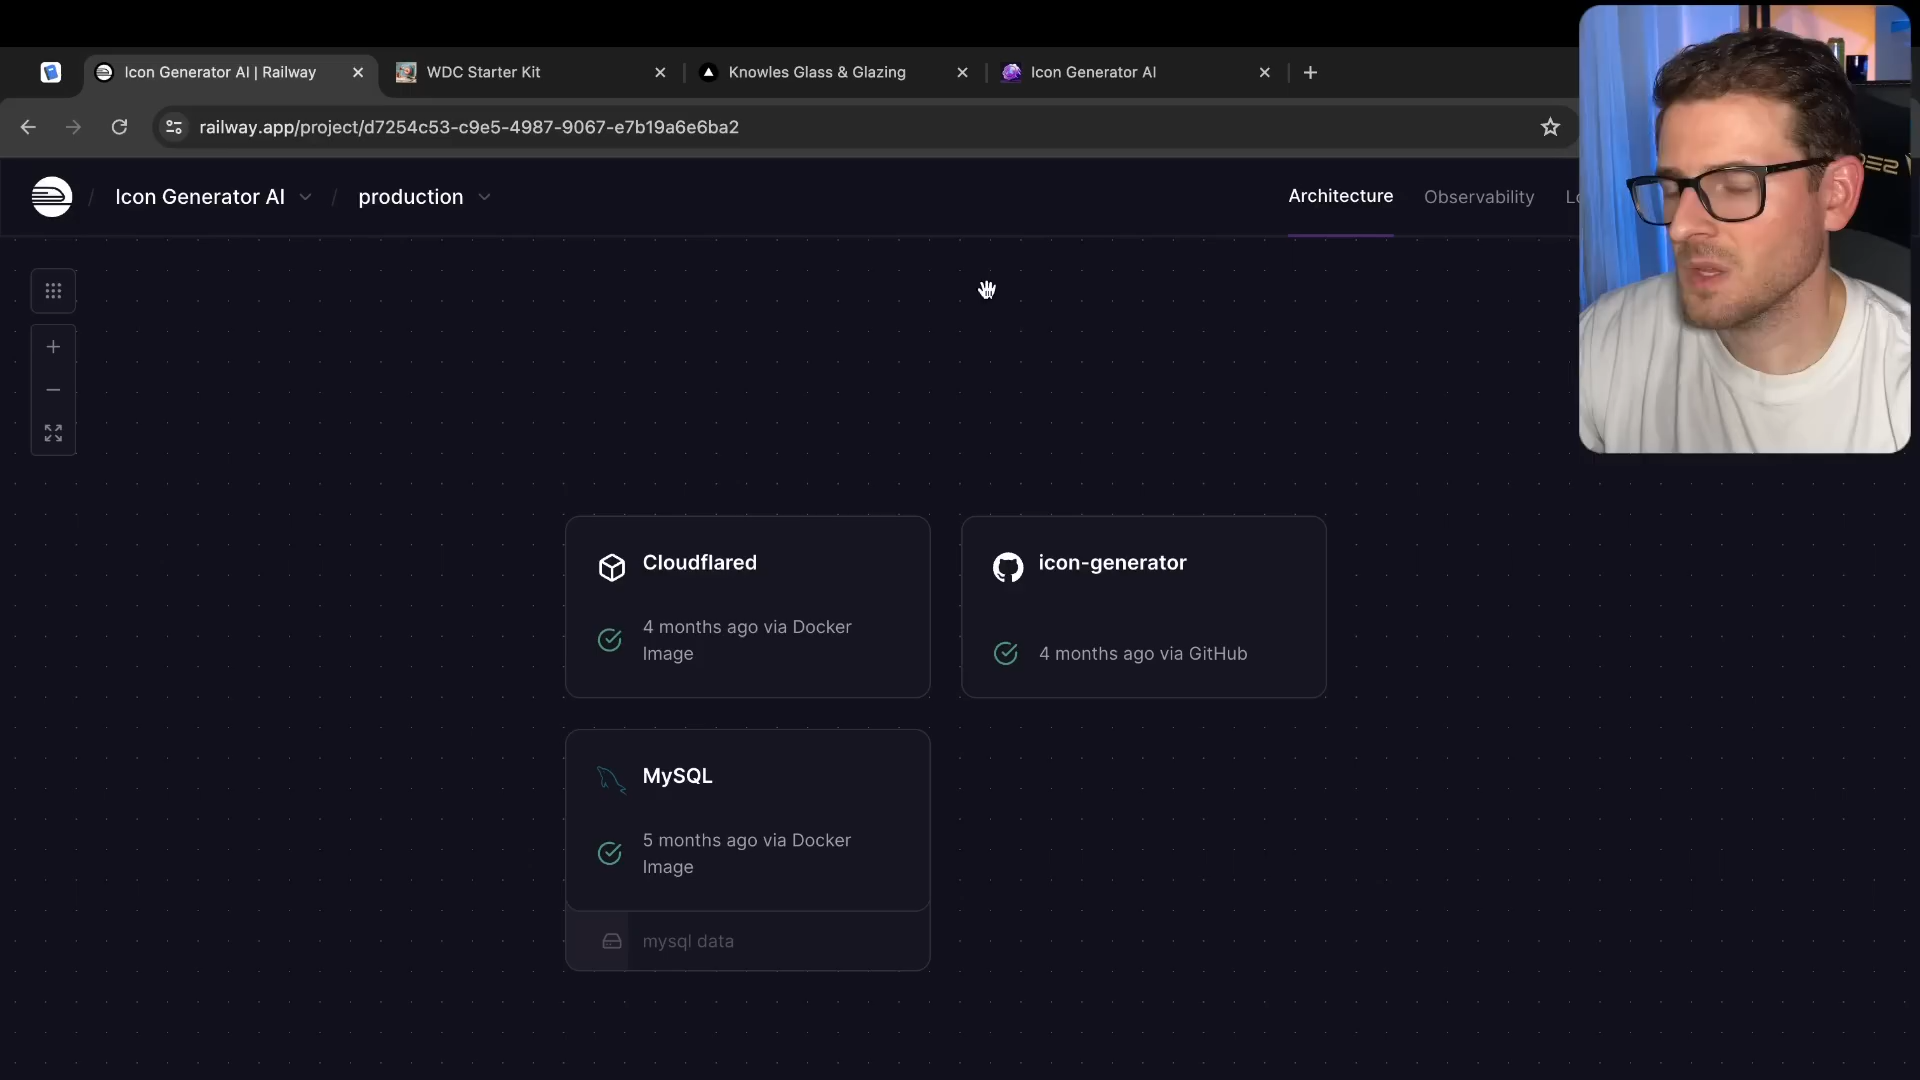 Icon Generator AI | Railway
WDC Starter Kit
Knowles Glass & Glazing
Icon Generator AI
railway.app/project/d7254c53-c9e5-4987-9067-e7b19a6e6ba2
/ Icon Generator AI / production
Architecture Observability
Cloudflared
4 months ago via Docker
Image
icon-generator
4 months ago via GitHub
MySQL
5 months ago via Docker
Image
mysql data